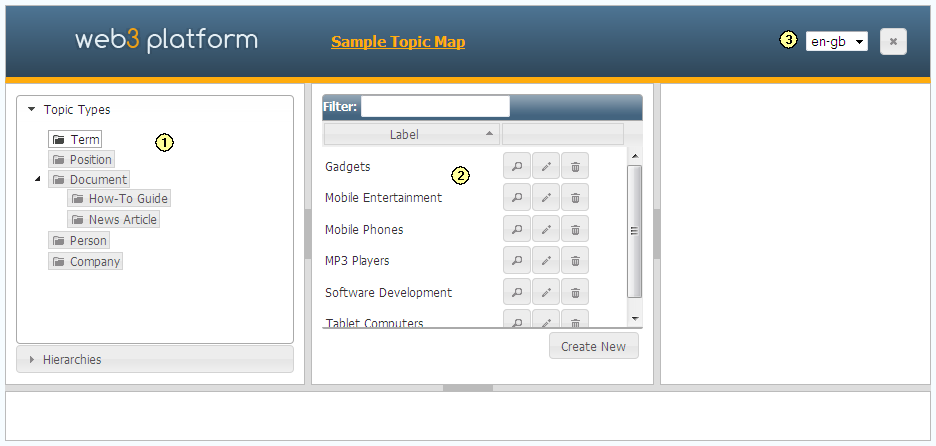 web3 platform
Sample Topic Map
3
en-gb
Topic Types
1
Term
Position
Document
How-To Guide
News Article
Person
Company
Hierarchies
Filter:
Label
2
Gadgets
Mobile Entertainment
Mobile Phones
MP3 Players
Software Development
Tablet Computers
Create New